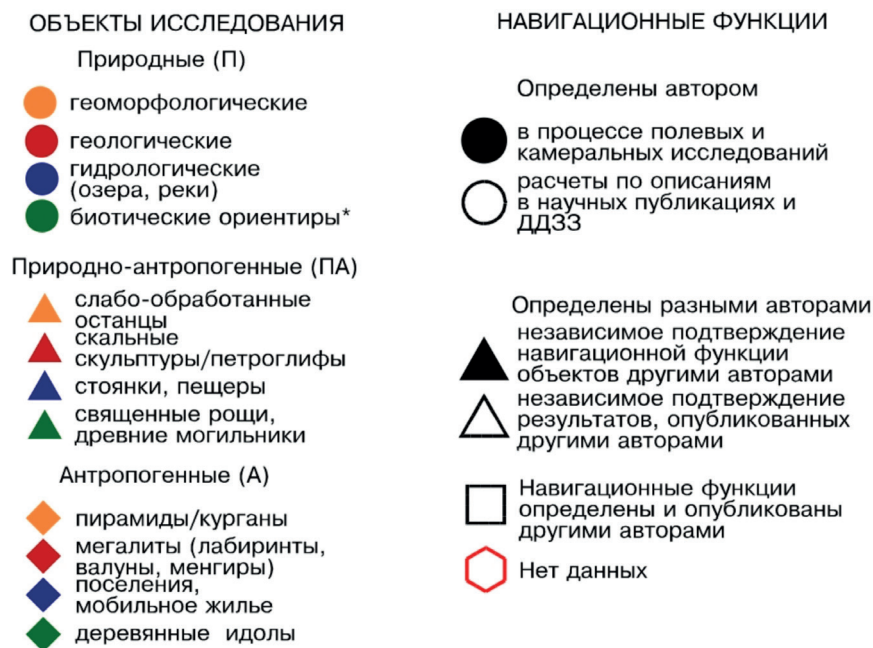 ОБЪЕКТЫ ИССЛЕДОВАНИЯ
Природные (П)
геоморфологические
геологические
гидрологические
(озера, реки)
биотические ориентиры*
Природно-антропогенные (ПА)
слабо-обработанные
останцы
скальные
скульптуры/петроглифы
стоянки, пещеры
священные рощи,
древние могильники
Антропогенные (А)
пирамиды/курганы
мегалиты (лабиринты,
валуны, менгиры)
поселения,
мобильное жилье
деревянные идолы
НАВИГАЦИОННЫЕ ФУНКЦИИ
Определены автором
в процессе полевых и
камеральных исследований
расчеты по описаниям
в научных публикациях и
ДДЗЗ
Определены разными авторами
независимое подтверждение
навигационной функции
объектов другими авторами
независимое подтверждение
результатов, опубликованных
другими авторами
Навигационные функции
определены и опубликованы
другими авторами
Нет данных